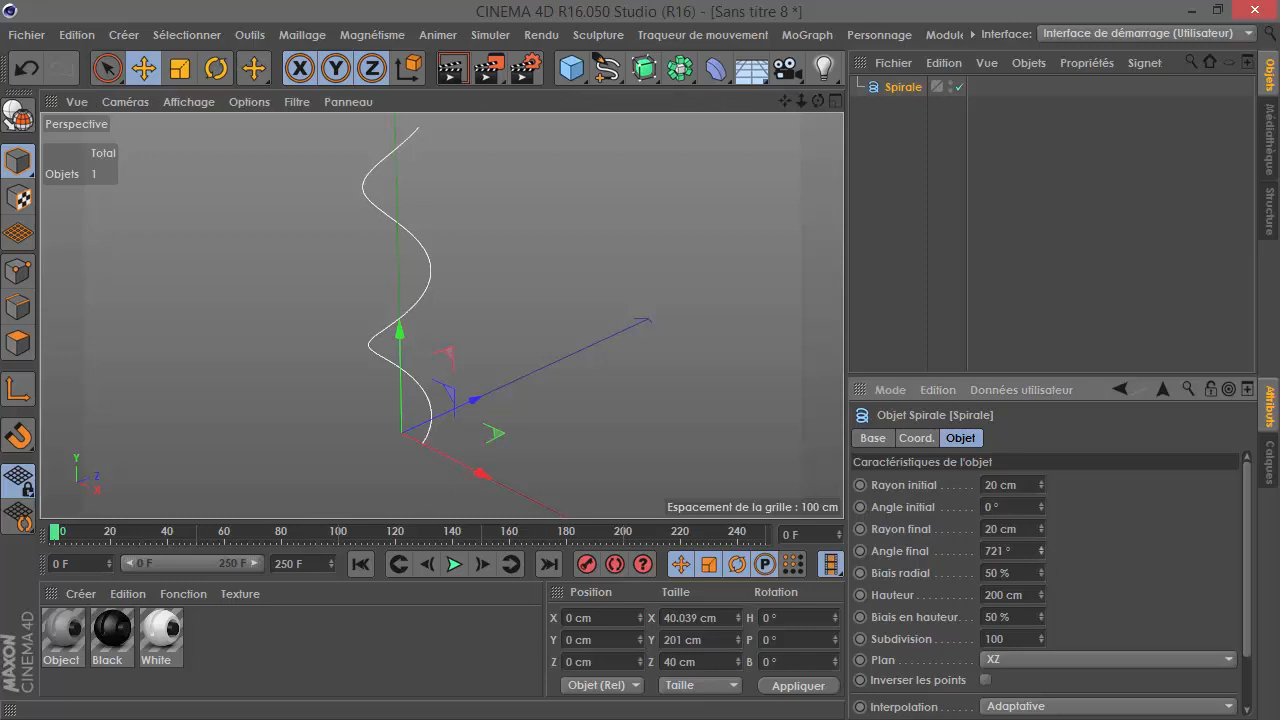 CINEMA 4D R16.050 Studio (R16) - [Sans titre 8 *]
Fichier Edition Créer Sélectionner Outils Maillage Magnétisme Animer Simuler Rendu Sculpture Traqueur de mouvement MoGraph Personnage Module Interface: Interface de démarrage (Utilisateur)
X Y Z
Fichier Edition Vue Objets Propriétés Signet
Spirale
Objets
Médiathèque
Structure
Vue Caméras Affichage Options Filtre Panneau
Perspective
Total
Objets 1
Y
Z
X
Espacement de la grille : 100 cm
0 20 40 60 80 100 120 140 160 180 200 220 240 0 F
0 F 0 F 250 F 250 F
P
Créer Edition Fonction Texture
Object Black White
MAXON
CINEMA 4D
Position Taille Rotation
X 0 cm X 40.039 cm H 0 °
Y 0 cm Y 201 cm P 0 °
Z 0 cm Z 40 cm B 0 °
Objet (Rel) Taille Appliquer
Mode Edition Données utilisateur
Attributs
Calques
Objet Spirale [Spirale]
Base Coord. Objet
Caractéristiques de l'objet
Rayon initial 20 cm
Angle initial 0 °
Rayon final 20 cm
Angle final 721 °
Biais radial 50 %
Hauteur 200 cm
Biais en hauteur 50 %
Subdivision 100
Plan XZ
Inverser les points
Interpolation Adaptative